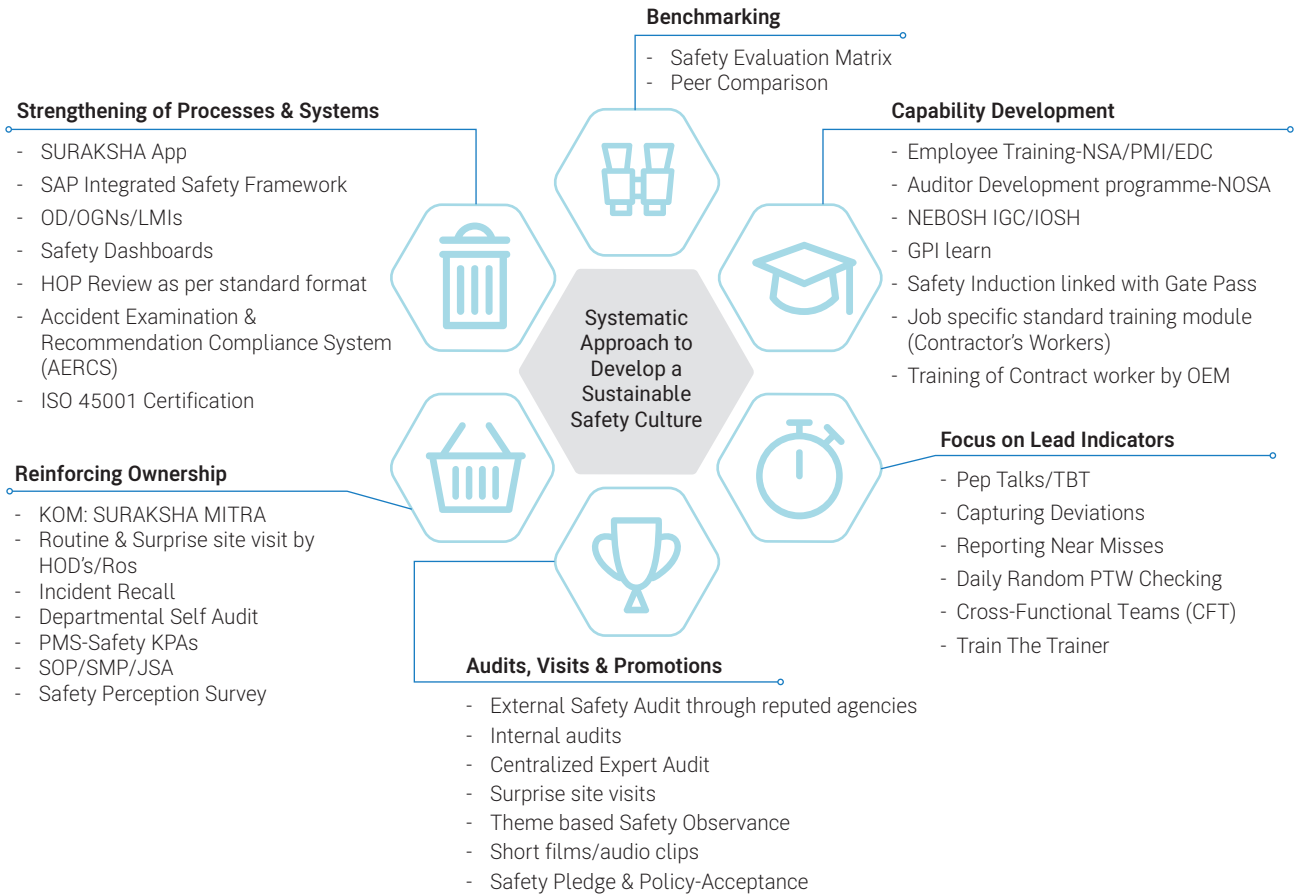 Benchmarking
- Safety Evaluation Matrix
- Peer Comparison
Strengthening of Processes & Systems
- SURAKSHA App
- SAP Integrated Safety Framework
- OD/OGNs/LMIs
- Safety Dashboards
- HOP Review as per standard format
- Accident Examination &
Recommendation Compliance System
(AERCS)
- ISO 45001 Certification
Capability Development
- Employee Training-NSA/PMI/EDC
- Auditor Development programme-NOSA
- NEBOSH IGC/IOSH
- GPI learn
- Safety Induction linked with Gate Pass
- Job specific standard training module
(Contractor's Workers)
- Training of Contract worker by OEM
Systematic
Approach to
Develop a
Sustainable
Safety Culture
Reinforcing Ownership
- KOM: SURAKSHA MITRA
- Routine & Surprise site visit by
HOD's/Ros
- Incident Recall
- Departmental Self Audit
- PMS-Safety KPAs
- SOP/SMP/JSA
- Safety Perception Survey
Focus on Lead Indicators
- Pep Talks/TBT
- Capturing Deviations
- Reporting Near Misses
- Daily Random PTW Checking
- Cross-Functional Teams (CFT)
- Train The Trainer
Audits, Visits & Promotions
- External Safety Audit through reputed agencies
- Internal audits
- Centralized Expert Audit
- Surprise site visits
- Theme based Safety Observance
- Short films/audio clips
- Safety Pledge & Policy-Acceptance